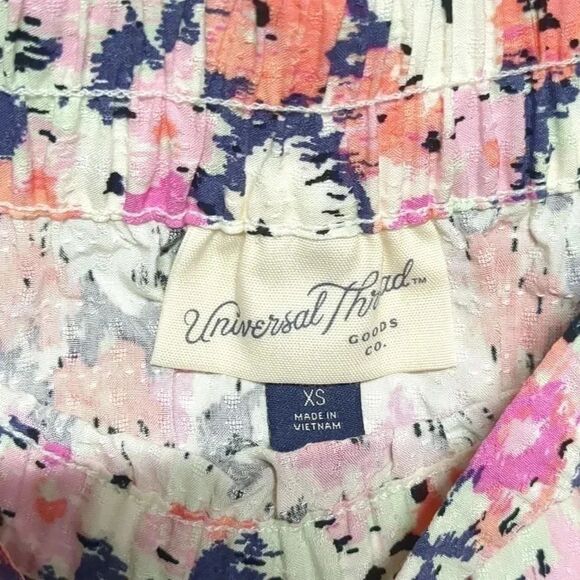 Universal Thread™
GOODS
CO.
XS
MADE IN
VIETNAM